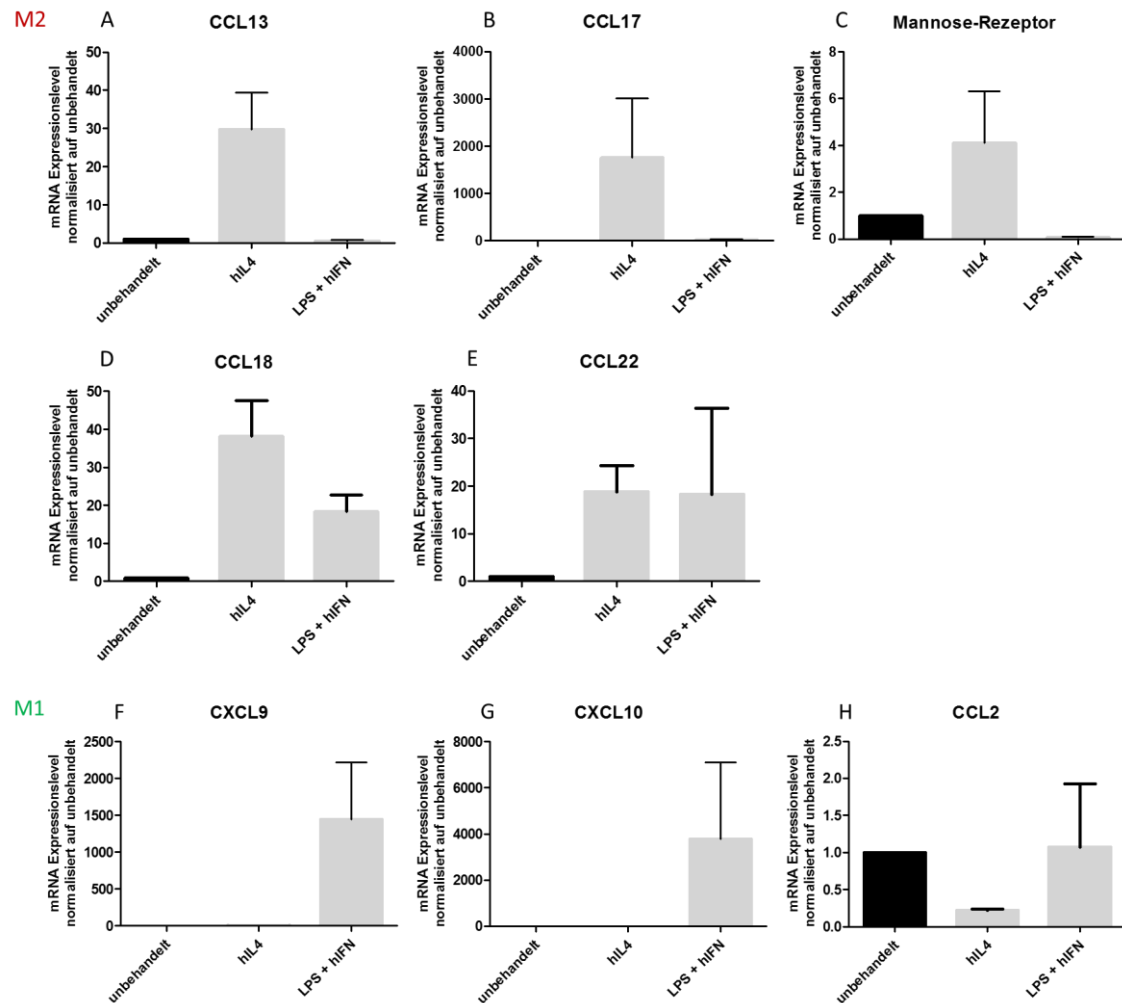 M2
A
CCL13
mRNA Expressionslevel
normalisiert auf unbehandelt
50
40
30
20
10
0
unbehandelt
hIL4
LPS + hIFN
B
CCL17
mRNA Expressionslevel
normalisiert auf unbehandelt
4000
3000
2000
1000
0
unbehandelt
hIL4
LPS + hIFN
C
Mannose-Rezeptor
mRNA Expressionslevel
normalisiert auf unbehandelt
8
6
4
2
0
unbehandelt
hIL4
LPS + hIFN
D
CCL18
mRNA Expressionslevel
normalisiert auf unbehandelt
50
40
30
20
10
0
unbehandelt
hIL4
LPS + hIFN
E
CCL22
mRNA Expressionslevel
normalisiert auf unbehandelt
40
30
20
10
0
unbehandelt
hIL4
LPS + hIFN
M1
F
CXCL9
mRNA Expressionslevel
normalisiert auf unbehandelt
2500
2000
1500
1000
500
0
unbehandelt
hIL4
LPS + hIFN
G
CXCL10
mRNA Expressionslevel
normalisiert auf unbehandelt
8000
6000
4000
2000
0
unbehandelt
hIL4
LPS + hIFN
H
CCL2
mRNA Expressionslevel
normalisiert auf unbehandelt
2.5
2.0
1.5
1.0
0.5
0.0
unbehandelt
hIL4
LPS + hIFN